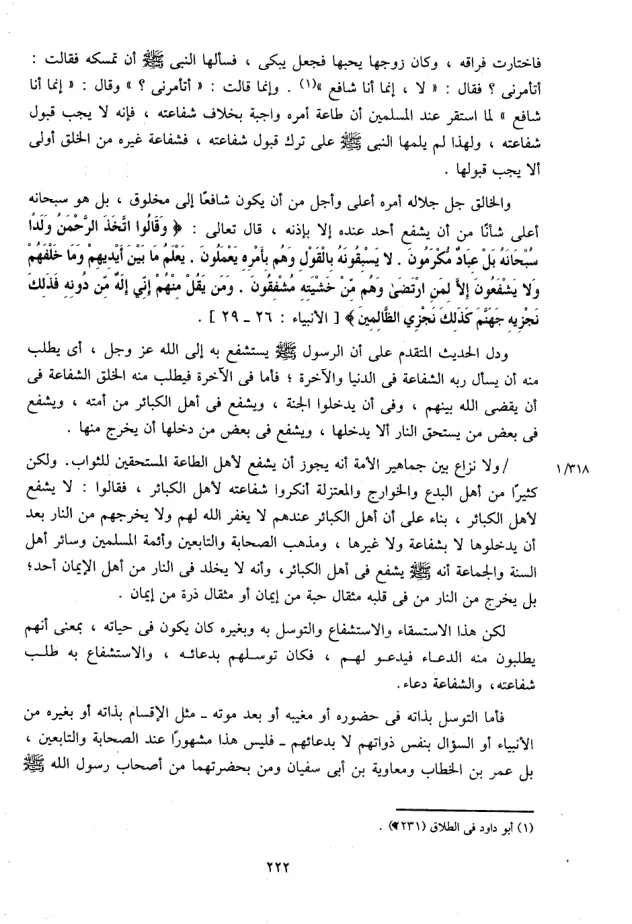 فاختارت فراقه ، وكان زوجها يحبها فجعل يبكى ، فسألها النبى ﷺ أن تمسكه فقالت :
أتأمرنى ؟ فقال : « لا ، إنما أنا شافع »(١) . وإنما قالت : « أتأمرنى ؟ » وقال : « إنما أنا
شافع » لما استقر عند المسلمين أن طاعة أمره واجبة بخلاف شفاعته ، فإنه لا يجب قبول
شفاعته ، ولهذا لم يلمها النبى ﷺ على ترك قبول شفاعته ، فشفاعة غيره من الخلق أولى
ألا يجب قبولها .
والخالق جل جلاله أمره أعلى وأجل من أن يكون شافعًا إلى مخلوق ، بل هو سبحانه
أعلى شأنًا من أن يشفع أحد عنده إلا بإذنه ، قال تعالى : ﴿ وَقَالُوا اتَّخَذَ الرَّحْمَنُ وَلَدًا
سُبْحَانَهُ بَلْ عِبَادٌ مُّكْرَمُونَ . لا يَسْبِقُونَهُ بِالْقَوْلِ وَهُم بِأَمْرِهِ يَعْمَلُونَ . يَعْلَمُ مَا بَيْنَ أَيْدِيهِمْ وَمَا خَلْفَهُمْ
وَلا يَشْفَعُونَ إِلاَّ لِمَنِ ارْتَضَى وَهُم مِّنْ خَشْيَتِهِ مُشْفِقُونَ . وَمَن يَقُلْ مِنْهُمْ إِنِّي إِلَهٌ مِّن دُونِهِ فَذَلِكَ
نَجْزِيهِ جَهَنَّمَ كَذَلِكَ نَجْزِي الظَّالِمِينَ ﴾ [ الأنبياء : ٢٦ ـ ٢٩ ] .
ودل الحديث المتقدم على أن الرسول ﷺ يستشفع به إلى الله عز وجل ، أى يطلب
منه أن يسأل ربه الشفاعة فى الدنيا والآخرة ؛ فأما فى الآخرة فيطلب منه الخلق الشفاعة فى
أن يقضى الله بينهم ، وفى أن يدخلوا الجنة ، ويشفع فى أهل الكبائر من أمته ، ويشفع
فى بعض من يستحق النار ألا يدخلها ، ويشفع فى بعض من دخلها أن يخرج منها .
١/٣١٨ / ولا نزاع بين جماهير الأمة أنه يجوز أن يشفع لأهل الطاعة المستحقين للثواب. ولكن
كثيرًا من أهل البدع والخوارج والمعتزلة أنكروا شفاعته لأهل الكبائر ، فقالوا : لا يشفع
لأهل الكبائر ، بناء على أن أهل الكبائر عندهم لا يغفر الله لهم ولا يخرجهم من النار بعد
أن يدخلوها لا بشفاعة ولا غيرها ، ومذهب الصحابة والتابعين وأئمة المسلمين وسائر أهل
السنة والجماعة أنه ﷺ يشفع فى أهل الكبائر، وأنه لا يخلد فى النار من أهل الإيمان أحد؛
بل يخرج من النار من فى قلبه مثقال حبة من إيمان أو مثقال ذرة من إيمان .
لكن هذا الاستسقاء والاستشفاع والتوسل به وبغيره كان يكون فى حياته ، بمعنى أنهم
يطلبون منه الدعاء فيدعو لهم ، فكان توسلهم بدعائه ، والاستشفاع به طلب
شفاعته، والشفاعة دعاء.
فأما التوسل بذاته فى حضوره أو مغيبه أو بعد موته ـ مثل الإقسام بذاته أو بغيره من
الأنبياء أو السؤال بنفس ذواتهم لا بدعائهم ـ فليس هذا مشهورًا عند الصحابة والتابعين ،
بل عمر بن الخطاب ومعاوية بن أبى سفيان ومن بحضرتهما من أصحاب رسول الله ﷺ
(١) أبو داود فى الطلاق (٢٢٣١) .
٢٢٢